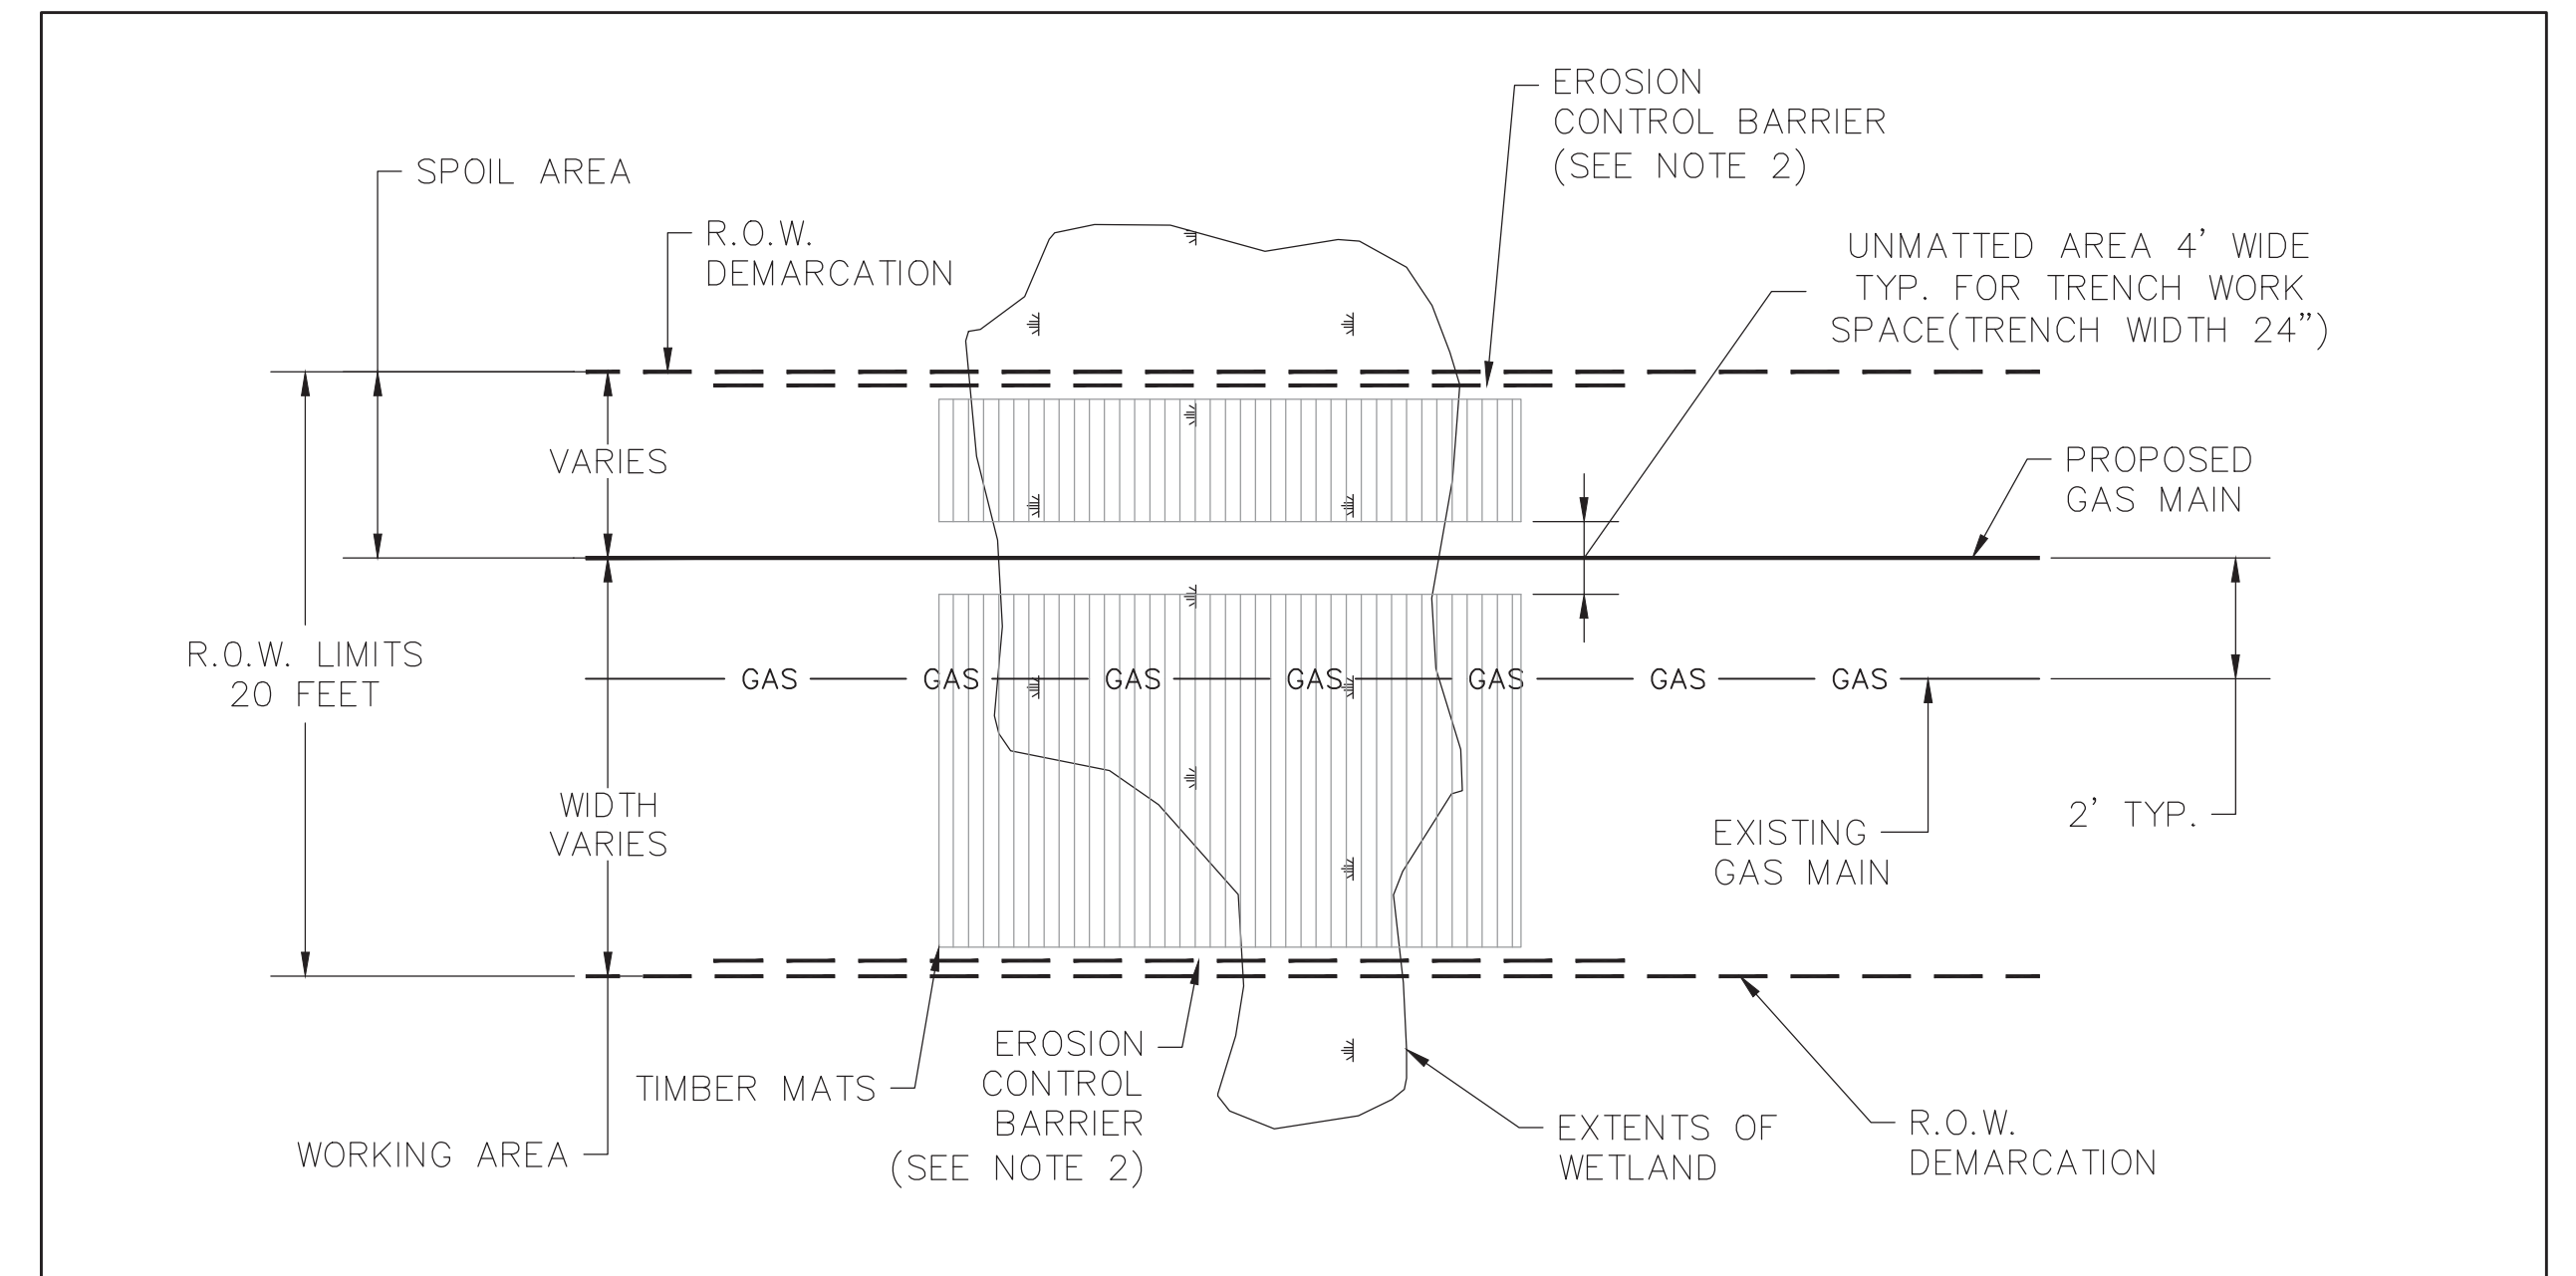 EROSION
CONTROL BARRIER
(SEE NOTE 2)
SPOIL AREA
R.O.W.
DEMARCATION
UNMATTED AREA 4' WIDE
TYP. FOR TRENCH WORK
SPACE(TRENCH WIDTH 24")
VARIES
PROPOSED
GAS MAIN
R.O.W. LIMITS
20 FEET
GAS GAS GAS GAS GAS GAS GAS
WIDTH
VARIES
2' TYP.
EXISTING
GAS MAIN
EROSION
CONTROL
BARRIER
(SEE NOTE 2)
TIMBER MATS
WORKING AREA
EXTENTS OF
WETLAND
R.O.W.
DEMARCATION